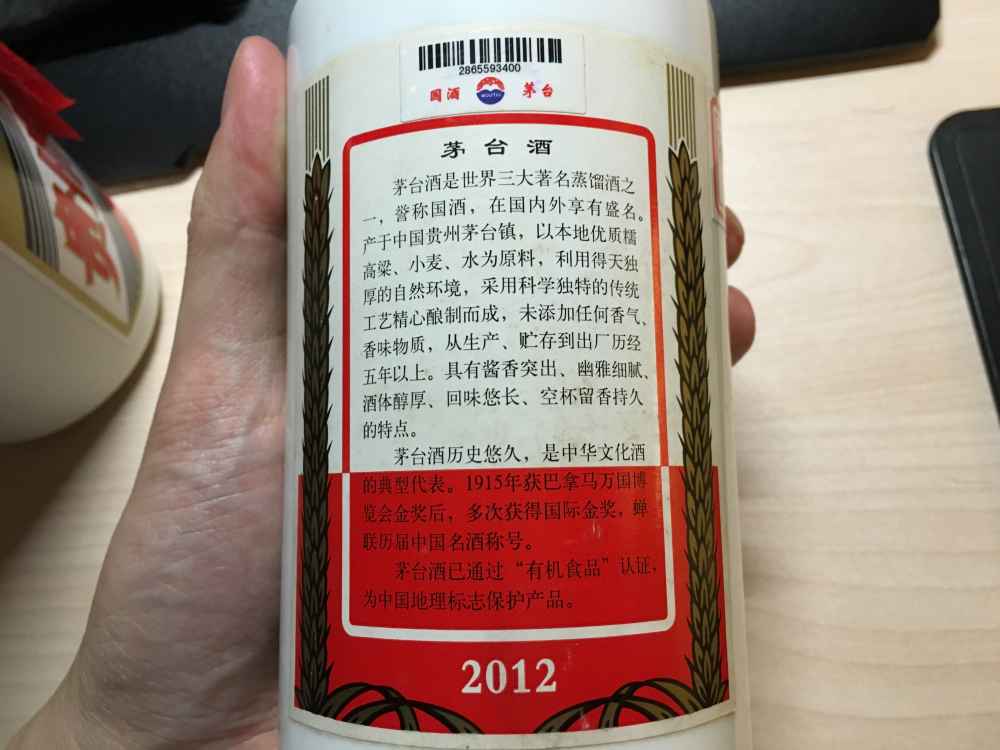 2865593400
国酒 MOUTAI 茅台
茅台酒
茅台酒是世界三大著名蒸馏酒之
一，誉称国酒，在国内外享有盛名。
产于中国贵州茅台镇，以本地优质糯
高粱、小麦、水为原料，利用得天独
厚的自然环境，采用科学独特的传统
工艺精心酿制而成，未添加任何香气、
香味物质，从生产、贮存到出厂历经
五年以上。具有酱香突出、幽雅细腻、
酒体醇厚、回味悠长、空杯留香持久
的特点。
茅台酒历史悠久，是中华文化酒
的典型代表。1915年获巴拿马万国博
览会金奖后，多次获得国际金奖，蝉
联历届中国名酒称号。
茅台酒已通过“有机食品”认证，
为中国地理标志保护产品。
2012